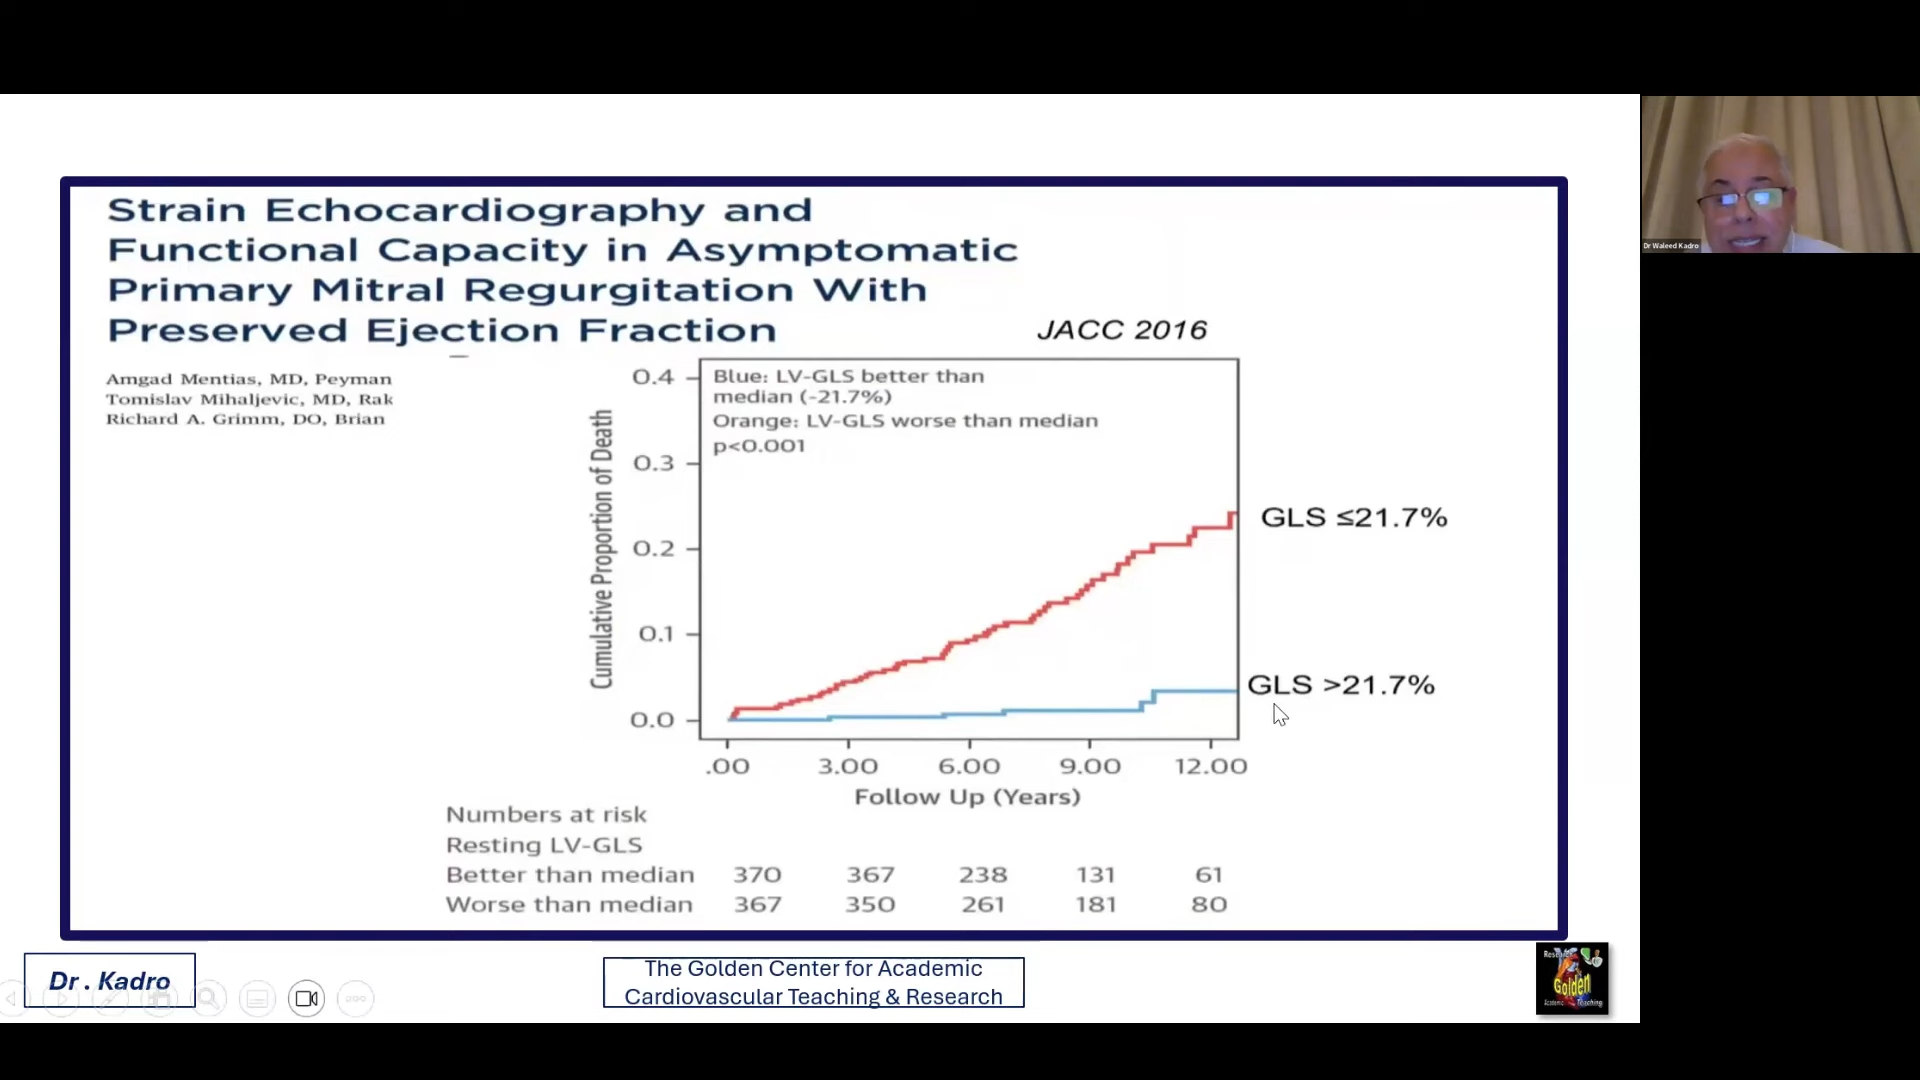 Strain Echocardiography and
Functional Capacity in Asymptomatic
Primary Mitral Regurgitation With
Preserved Ejection Fraction
JACC 2016
Amgad Mentias, MD, Peyman
Tomislav Mihaljevic, MD, Rak
Richard A. Grimm, DO, Brian
Blue: LV-GLS better than
median (-21.7%)
Orange: LV-GLS worse than median
p<0.001
Cumulative Proportion of Death
0.4
0.3
0.2
0.1
0.0
GLS ≤21.7%
GLS >21.7%
.00 3.00 6.00 9.00 12.00
Follow Up (Years)
Numbers at risk
Resting LV-GLS
Better than median 370 367 238 131 61
Worse than median 367 350 261 181 80
Dr . Kadro
The Golden Center for Academic
Cardiovascular Teaching & Research
Golden
Academic Teaching
Dr Waleed Kadro